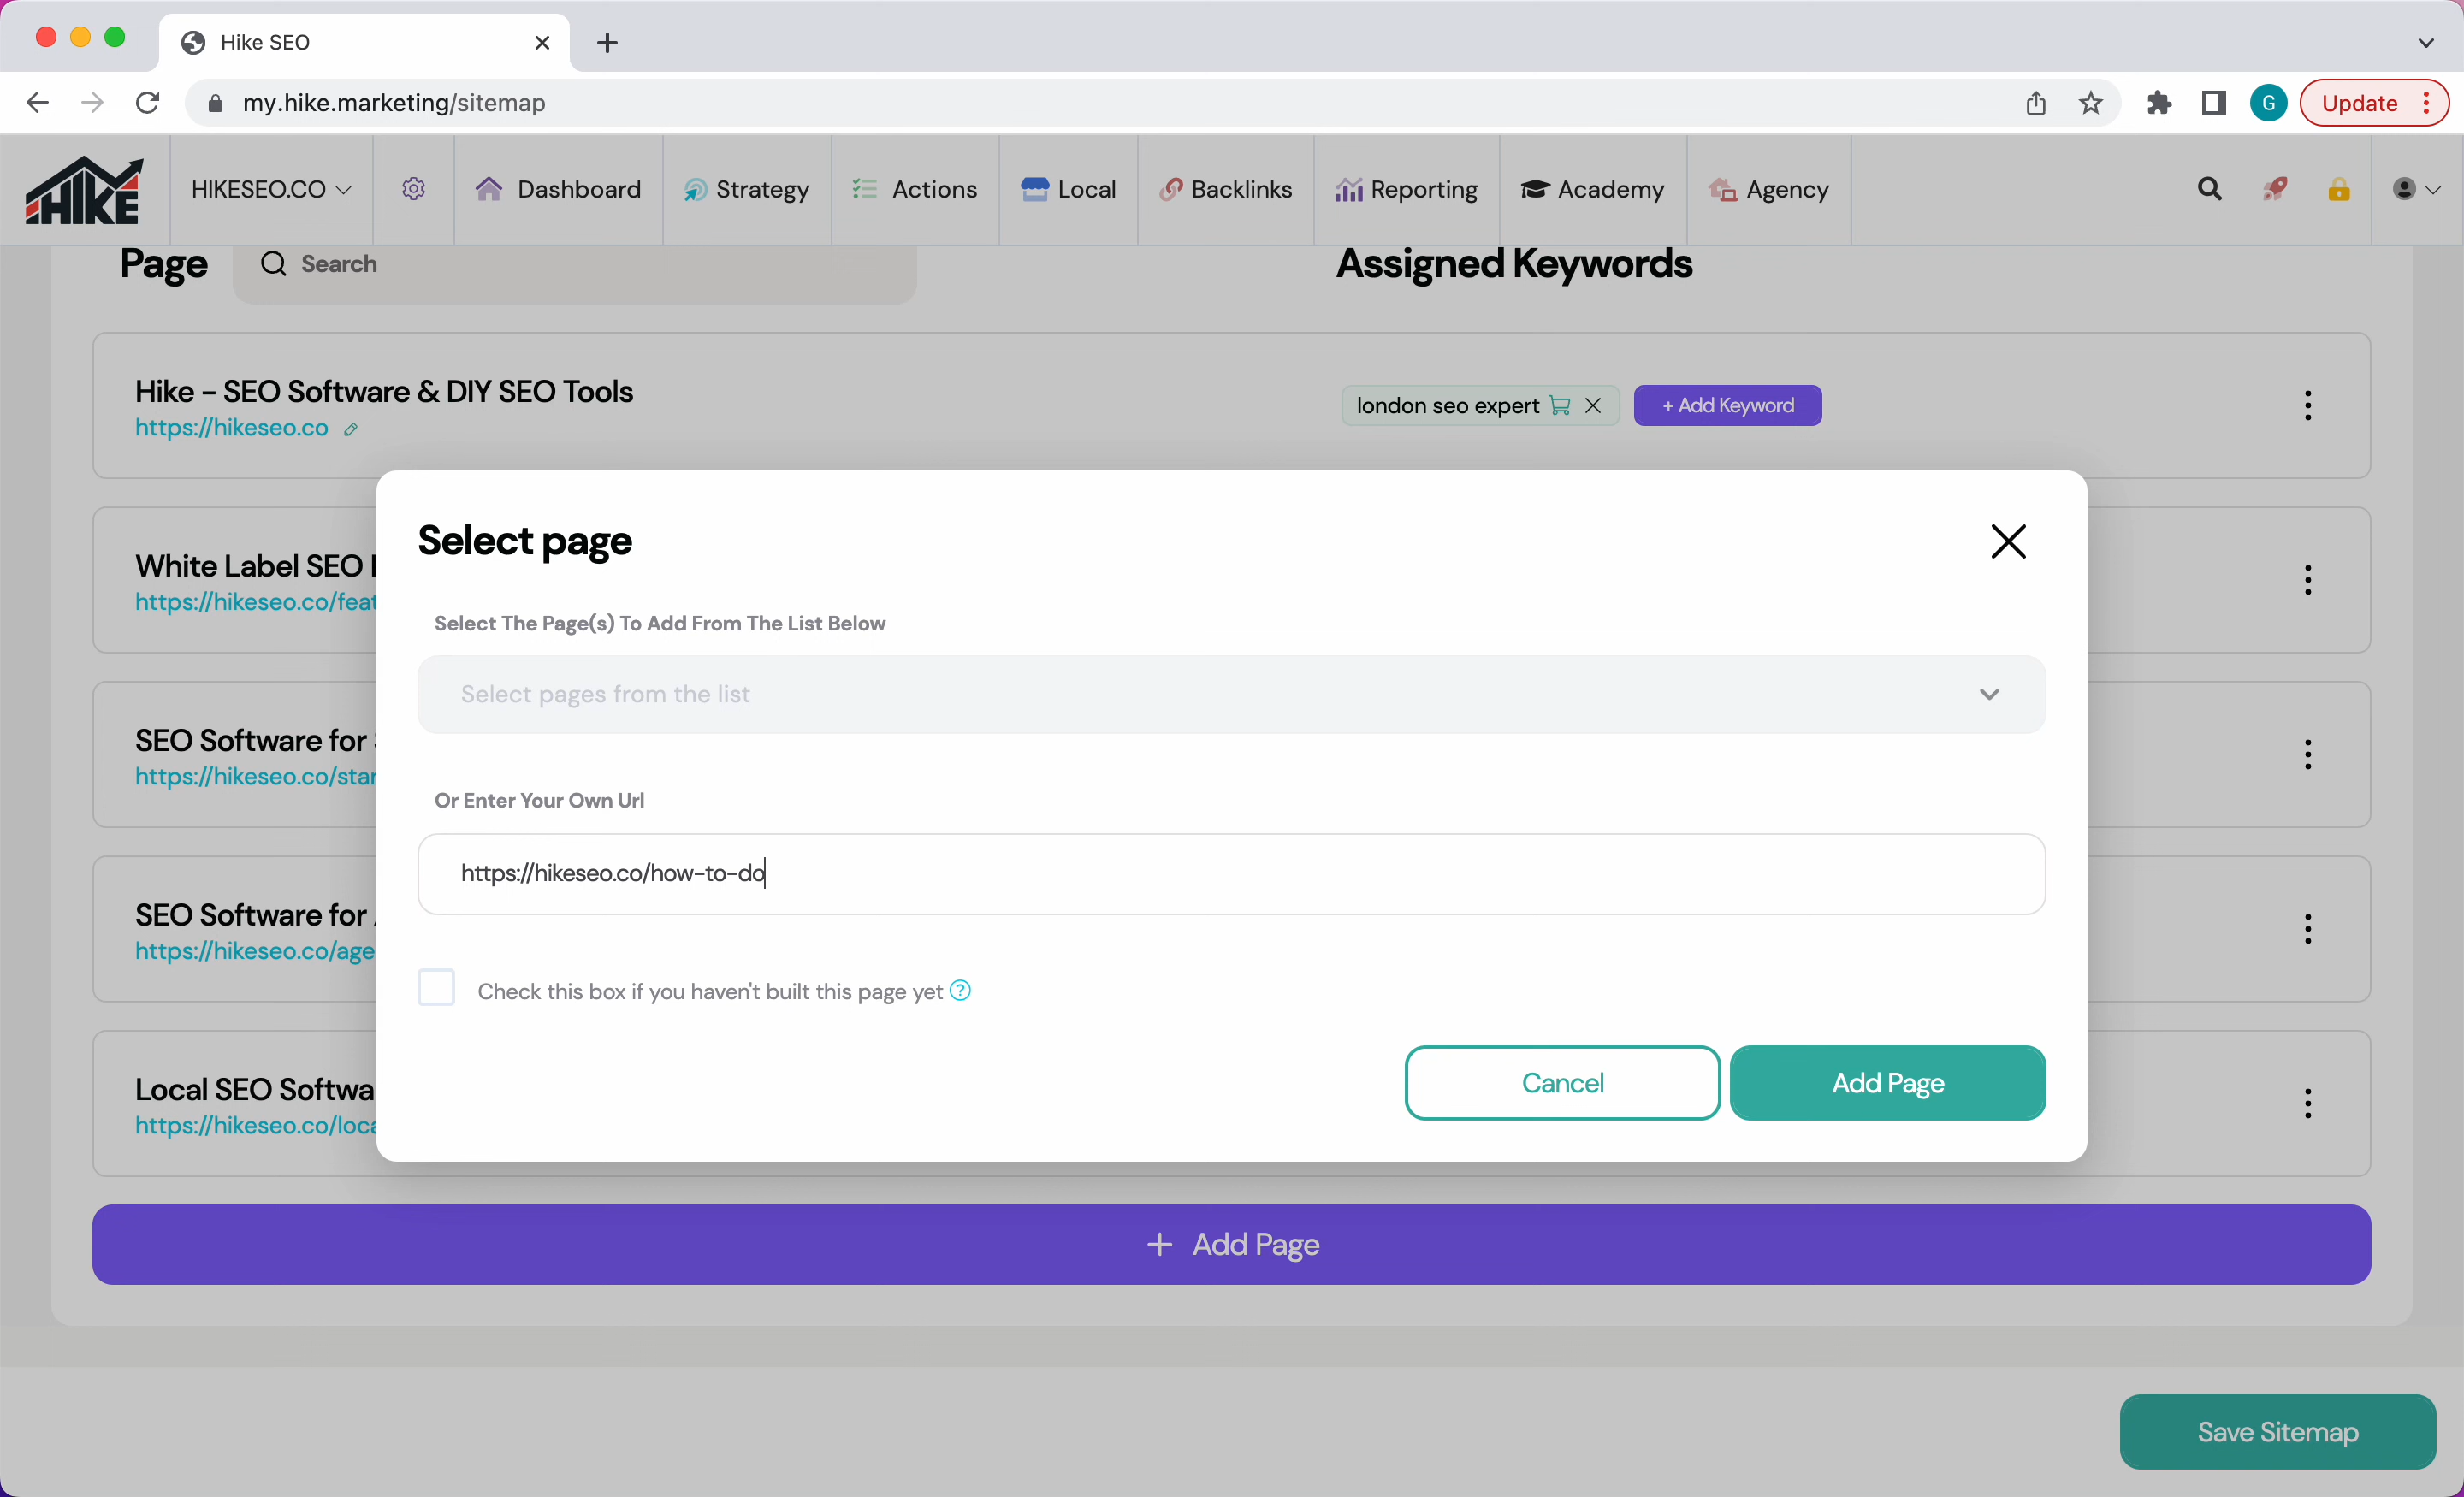 Hike SEO
my.hike.marketing/sitemap
G
Update
HIKE
HIKESEO.CO
Dashboard
Strategy
Actions
Local
Backlinks
Reporting
Academy
Agency
Page
Search
Assigned Keywords
Hike – SEO Software & DIY SEO Tools
https://hikeseo.co
london seo expert
+ Add Keyword
White Label SEO
https://hikeseo.co/feat
SEO Software for
https://hikeseo.co/star
SEO Software for
https://hikeseo.co/age
Local SEO Softwa
https://hikeseo.co/loca
Select page
Select The Page(s) To Add From The List Below
Select pages from the list
Or Enter Your Own Url
https://hikeseo.co/how-to-do
Check this box if you haven't built this page yet ?
Cancel
Add Page
+ Add Page
Save Sitemap